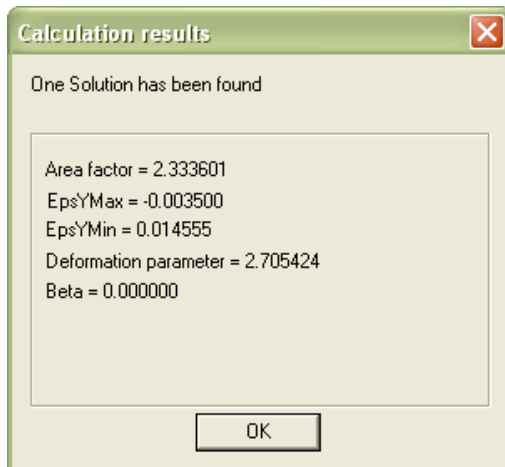 Calculation results
One Solution has been found
Area factor = 2.333601
EpsYMax = -0.003500
EpsYMin = 0.014555
Deformation parameter = 2.705424
Beta = 0.000000
OK